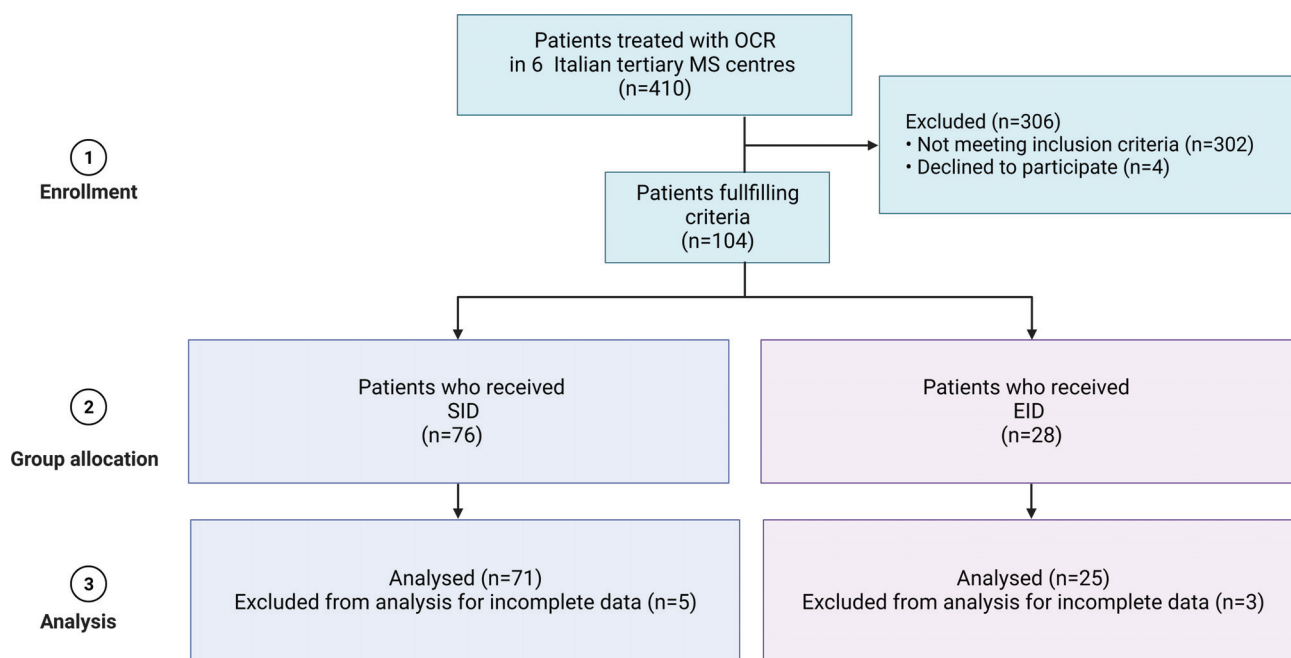 Patients treated with OCR
in 6 Italian tertiary MS centres
(n=410)
Excluded (n=306)
• Not meeting inclusion criteria (n=302)
• Declined to participate (n=4)
1
Enrollment
Patients fullfilling
criteria
(n=104)
2
Group allocation
Patients who received
SID
(n=76)
Patients who received
EID
(n=28)
3
Analysis
Analysed (n=71)
Excluded from analysis for incomplete data (n=5)
Analysed (n=25)
Excluded from analysis for incomplete data (n=3)